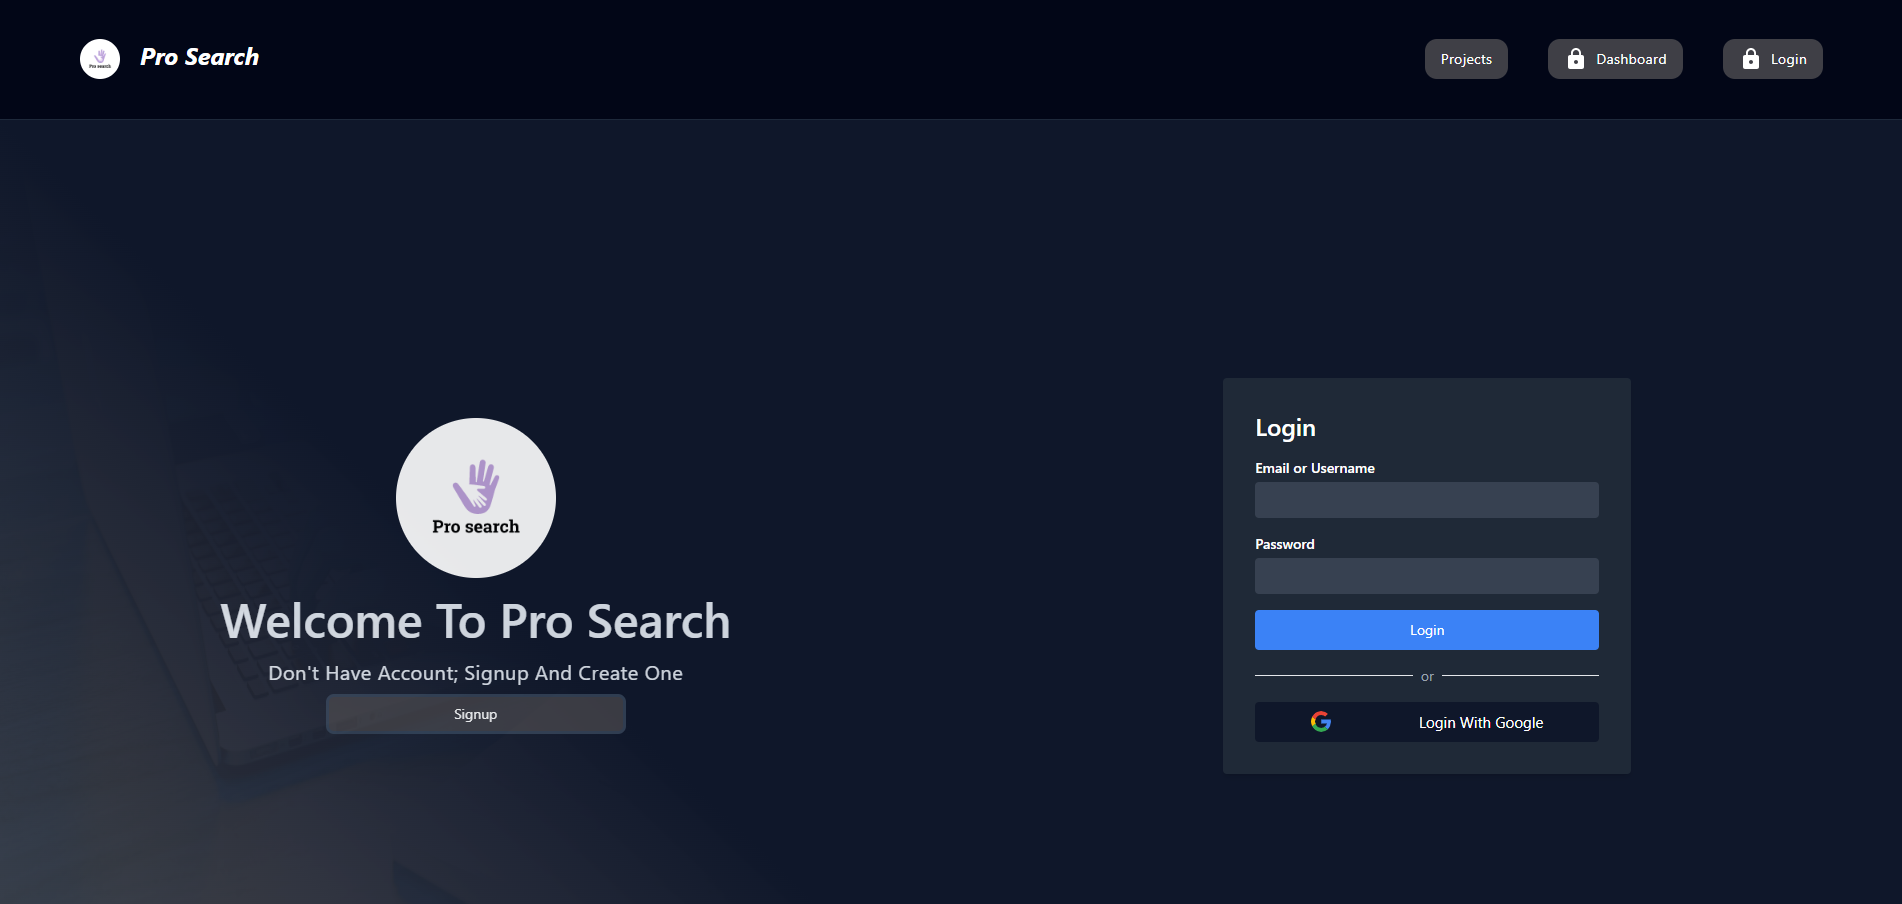 Pro search
Pro Search
Projects
Dashboard
Login
Pro search
Welcome To Pro Search
Don't Have Account; Signup And Create One
Signup
Login
Email or Username
Password
Login
or
Login With Google